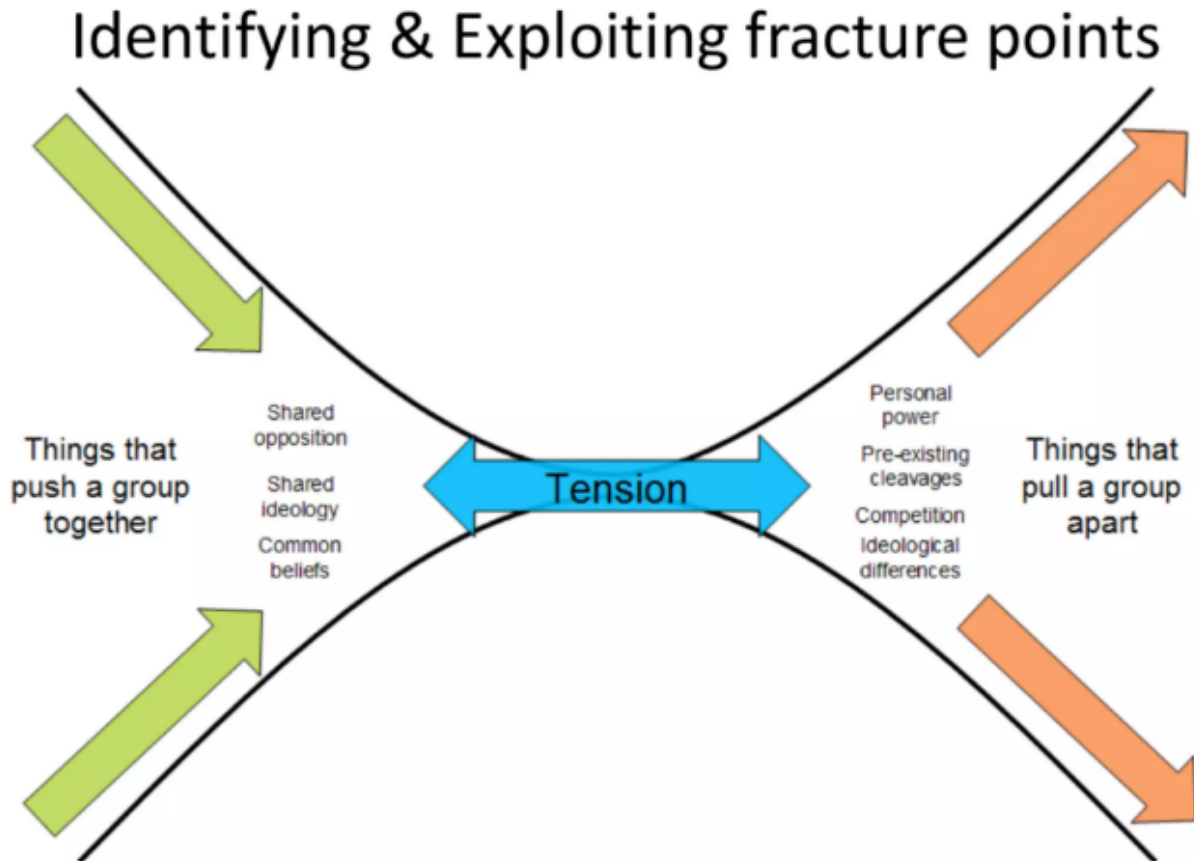 Identifying & Exploiting fracture points
Things that
push a group
together
Shared
opposition
Shared
ideology
Common
beliefs
Tension
Personal
power
Pre-existing
cleavages
Competition
Ideological
differences
Things that
pull a group
apart